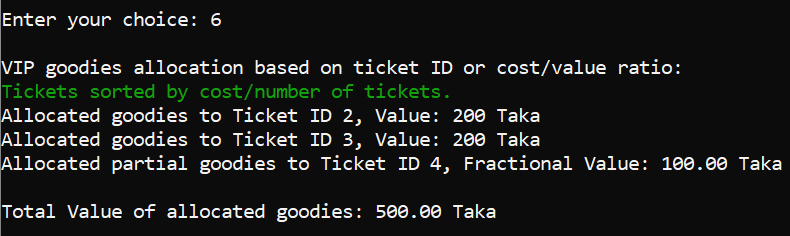 Enter your choice: 6
VIP goodies allocation based on ticket ID or cost/value ratio:
Tickets sorted by cost/number of tickets.
Allocated goodies to Ticket ID 2, Value: 200 Taka
Allocated goodies to Ticket ID 3, Value: 200 Taka
Allocated partial goodies to Ticket ID 4, Fractional Value: 100.00 Taka
Total Value of allocated goodies: 500.00 Taka